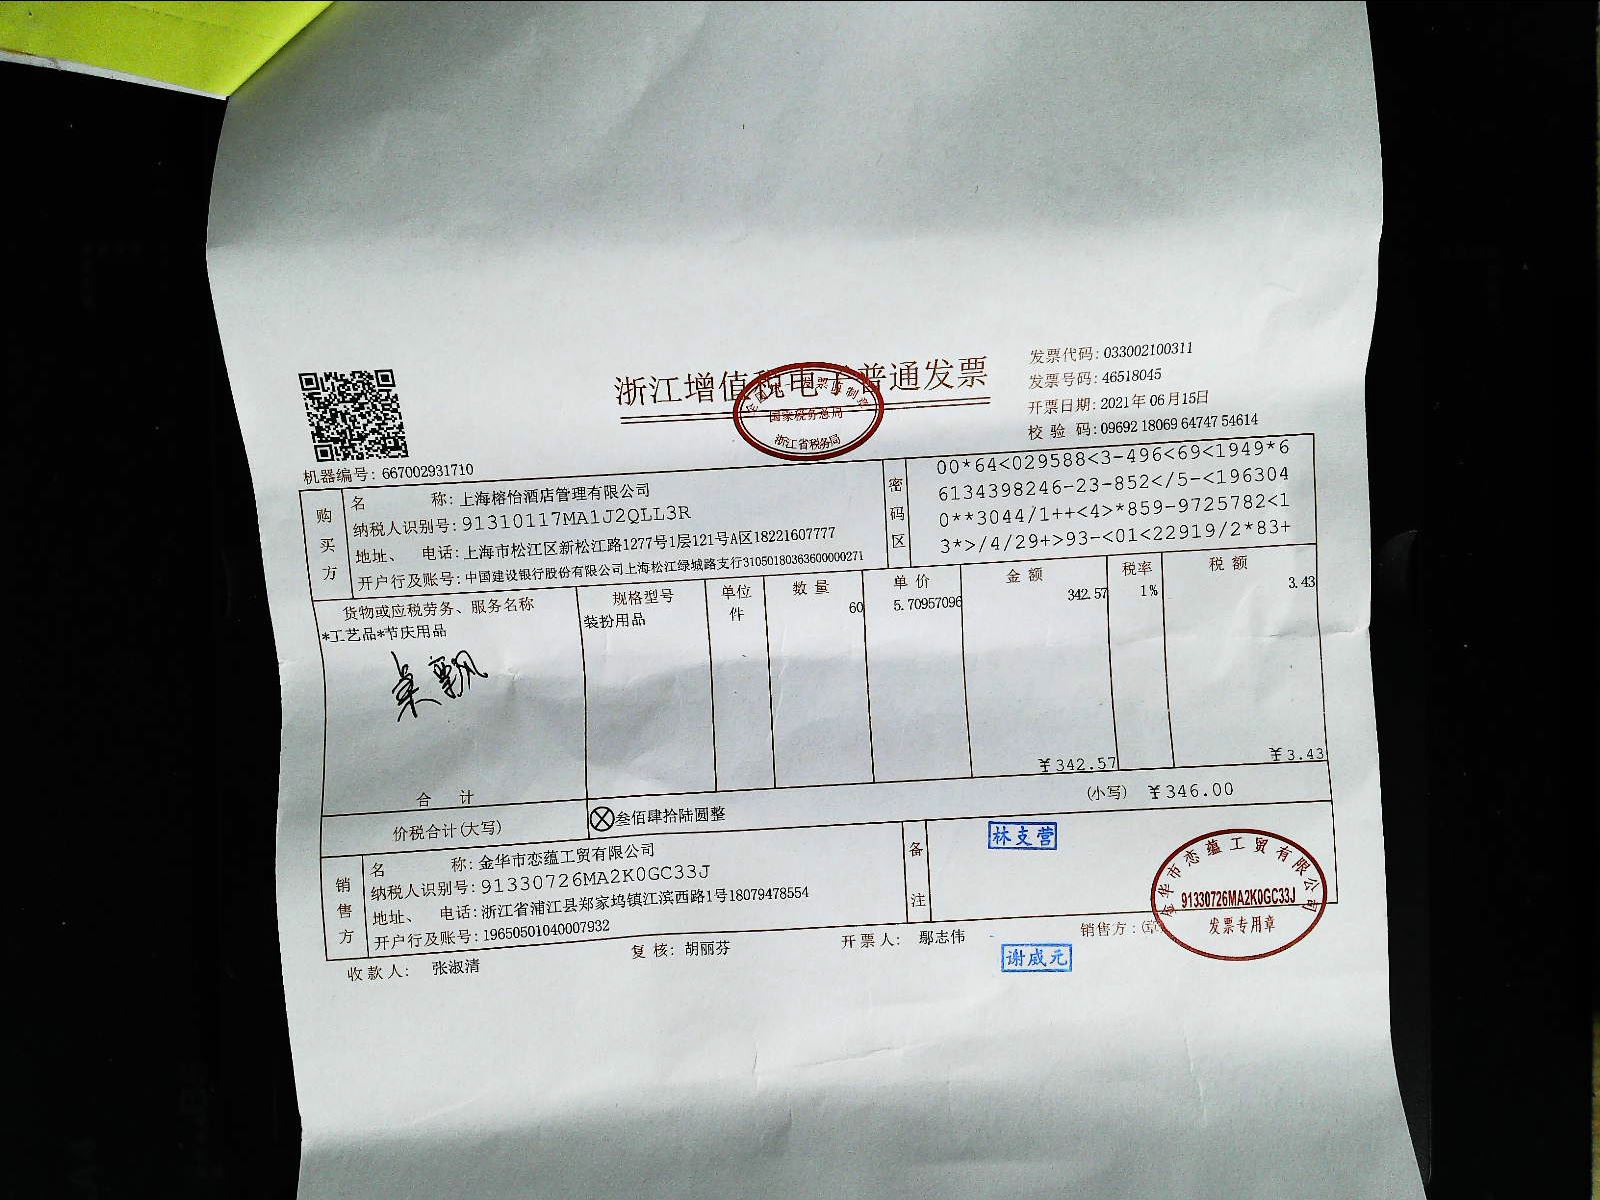 浙江增值税电子普通发票
全国统一发票监制章
国家税务总局
浙江省税务局
发票代码: 033002100311
发票号码: 46518045
开票日期: 2021年 06月15日
校 验 码: 09692 18069 64747 54614
机器编号: 667002931710
购买方
名 称: 上海榕怡酒店管理有限公司
纳税人识别号: 91310117MA1J2QLL3R
地址、 电话: 上海市松江区新松江路1277号1层121号A区18221607777
开户行及账号: 中国建设银行股份有限公司上海松江绿城路支行31050180363600000271
密码区
00*64<029588<3-496<69<1949*6
6134398246-23-852</5-<196304
0**3044/1++<4>*859-9725782<1
3*>/4/29+>93-<01<22919/2*83+
货物或应税劳务、服务名称 规格型号 单位 数 量 单 价 金 额 税率 税 额
*工艺品*节庆用品 装扮用品 件 60 5.70957096 342.57 1% 3.43
合 计 ￥342.57 ￥3.43
价税合计(大写) ⊗叁佰肆拾陆圆整 (小写) ￥346.00
销售方
名 称: 金华市恋蕴工贸有限公司
纳税人识别号: 91330726MA2K0GC33J
地址、 电话: 浙江省浦江县郑家坞镇江滨西路1号18079478554
开户行及账号: 19650501040007932
备注
林支营
金华市恋蕴工贸有限公司
91330726MA2K0GC33J
发票专用章
收 款 人: 张淑清 复 核: 胡丽芬 开 票 人: 鄢志伟 销售方:
谢威元